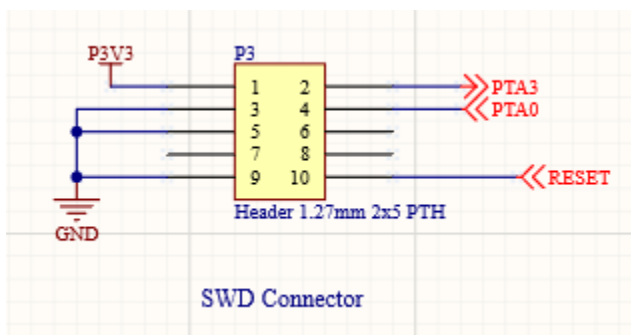 P3V3
P3
1 2 PTA3
3 4 PTA0
5 6
7 8
9 10 RESET
Header 1.27mm 2x5 PTH
GND
SWD Connector